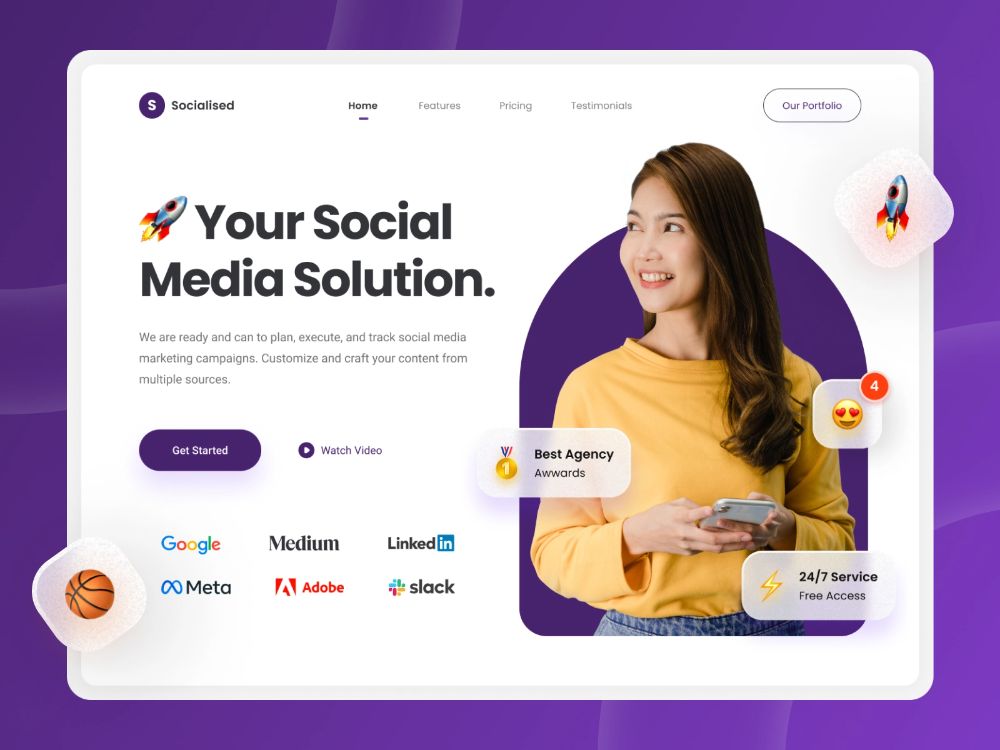 S Socialised
Home Features Pricing Testimonials
Our Portfolio
Your Social
Media Solution.
We are ready and can to plan, execute, and track social media
marketing campaigns. Customize and craft your content from
multiple sources.
Get Started
Watch Video
Google Medium Linked in
Meta Adobe slack
4
1
Best Agency
Awwards
24/7 Service
Free Access